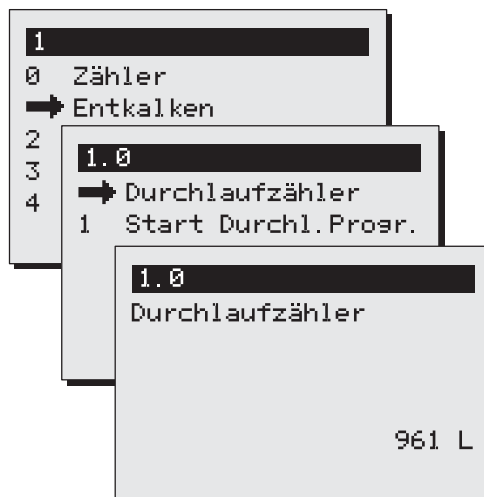 1
0 Zähler
Entkalken
2
3
4
1.0
Durchlaufzähler
1 Start Durchl.Progr.
1.0
Durchlaufzähler
961 L